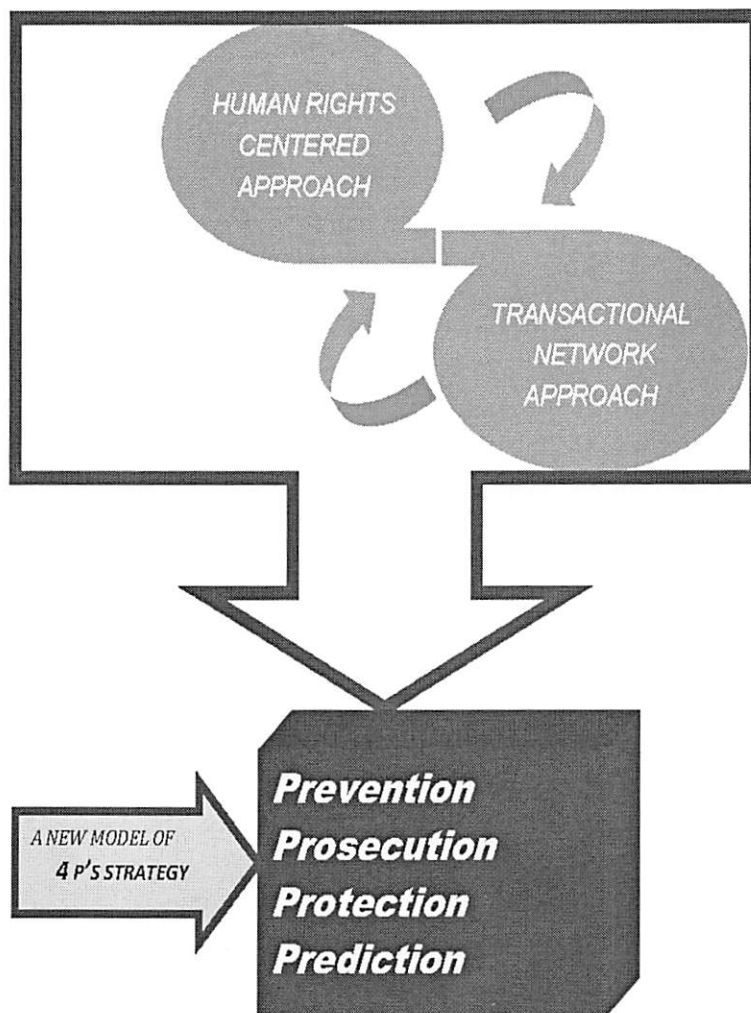 HUMAN RIGHTS
CENTERED
APPROACH
TRANSACTIONAL
NETWORK
APPROACH
A NEW MODEL OF
4 P'S STRATEGY
Prevention
Prosecution
Protection
Prediction